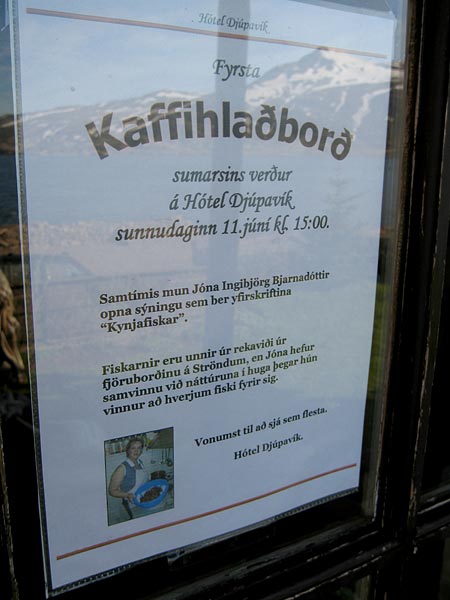 Hótel Djúpavík
Fyrsta
Kaffihlaðborð
sumarsins verður
á Hótel Djúpavík
sunnudaginn 11.júní kl. 15:00.
Samtímis mun Jóna Ingibjörg Bjarnadóttir
opna sýningu sem ber yfirskriftina
"Kynjafiskar".
Fiskarnir eru unnir úr rekaviði úr
fjöruborðinu á Ströndum, en Jóna hefur
samvinnu við náttúruna í huga þegar hún
vinnur að hverjum fiski fyrir sig.
Vonumst til að sjá sem flesta.
Hótel Djúpavík.